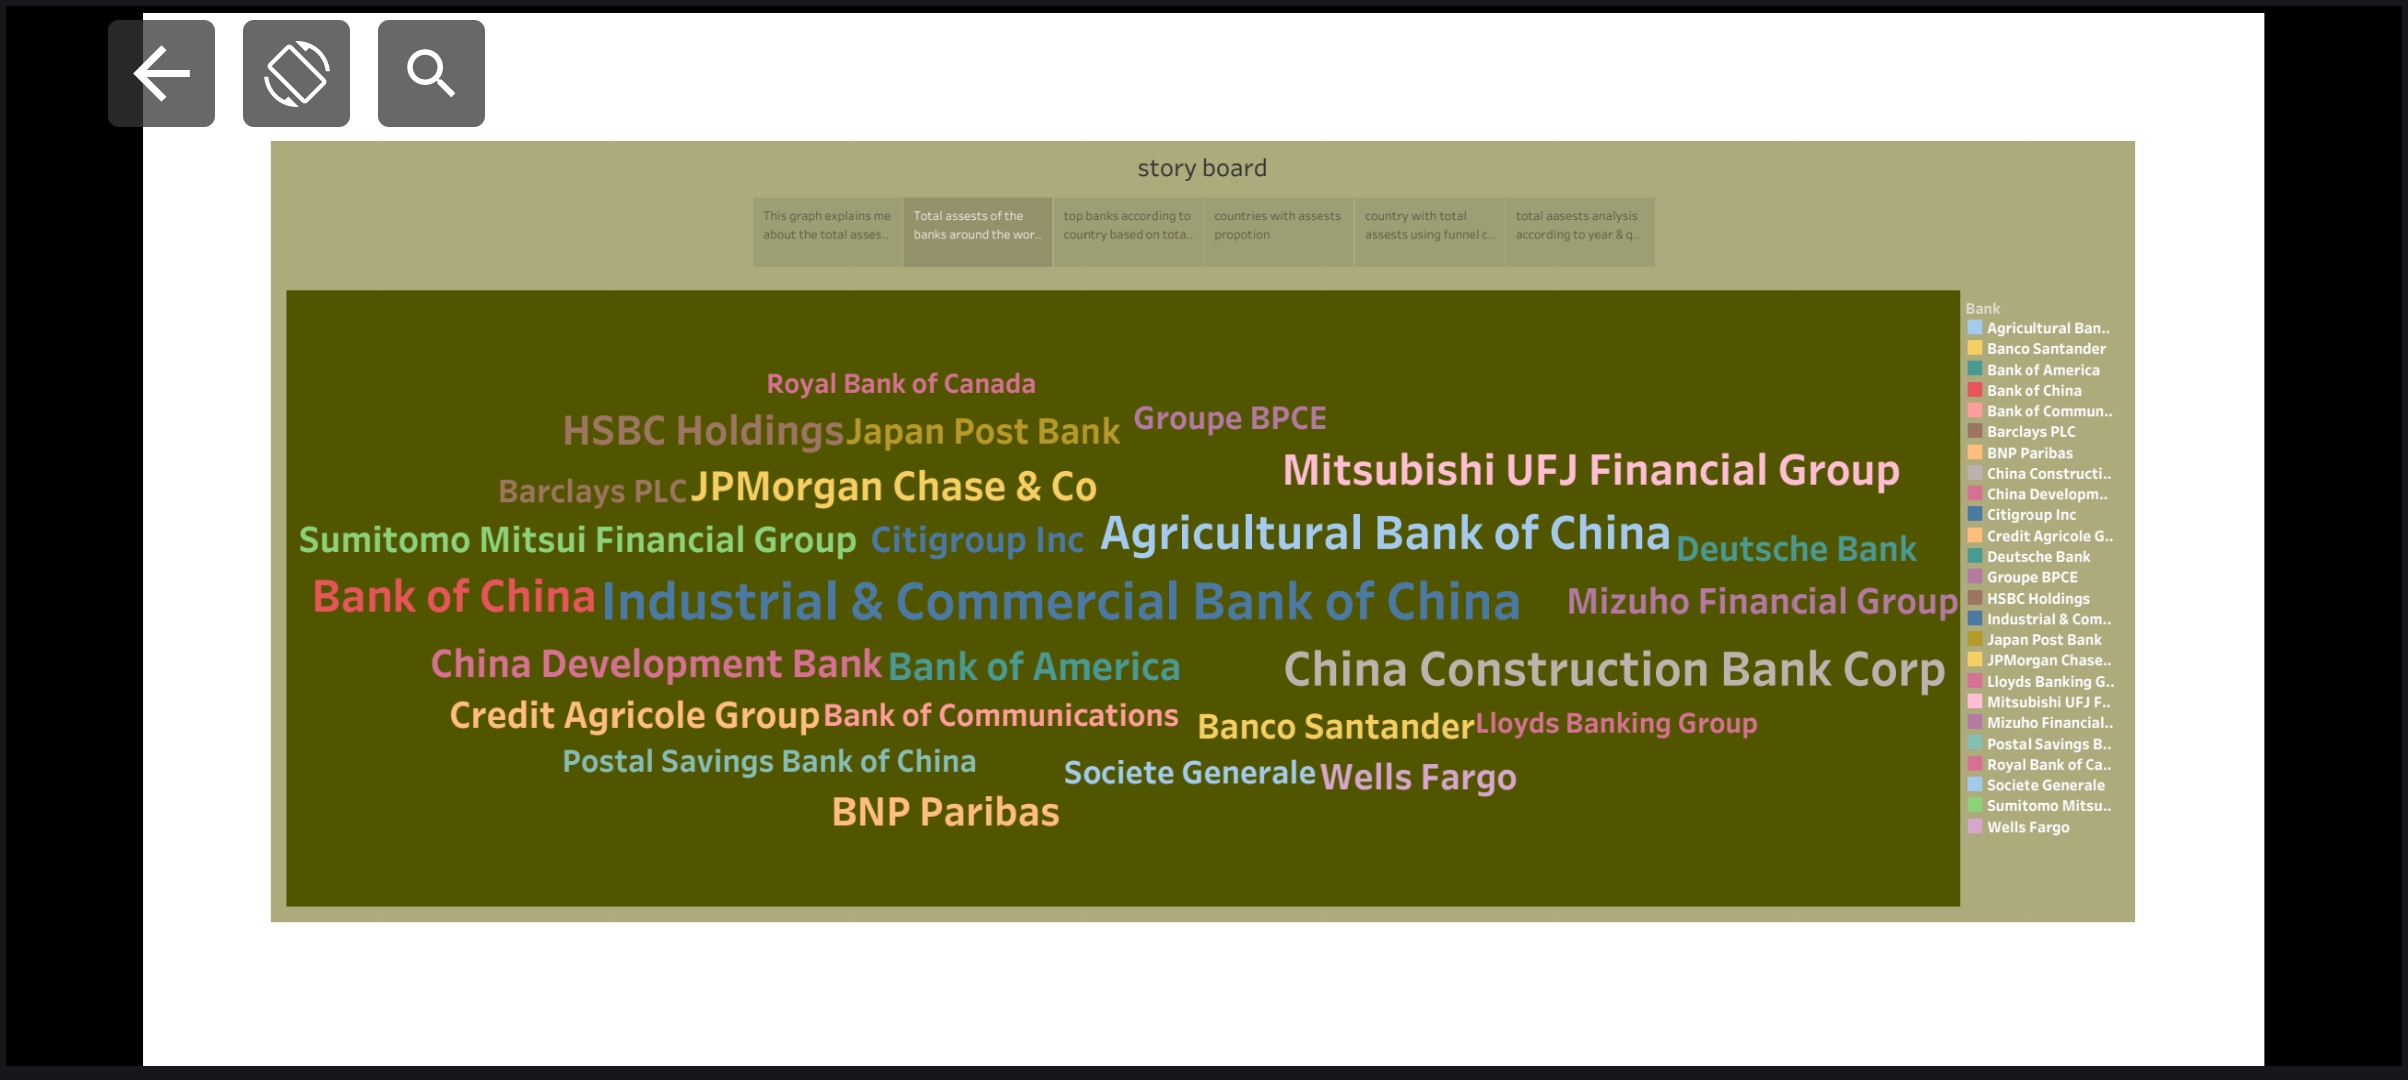 story board
This graph explains me
about the total asses..
Total assests of the
banks around the wor..
top banks according to
country based on tota..
countries with assests
propotion
country with total
assests using funnel c..
total aasests analysis
according to year & q..
Royal Bank of Canada
HSBC Holdings Japan Post Bank Groupe BPCE
Barclays PLC JPMorgan Chase & Co Mitsubishi UFJ Financial Group
Sumitomo Mitsui Financial Group Citigroup Inc Agricultural Bank of China Deutsche Bank
Bank of China Industrial & Commercial Bank of China Mizuho Financial Group
China Development Bank Bank of America China Construction Bank Corp
Credit Agricole Group Bank of Communications Banco Santander Lloyds Banking Group
Postal Savings Bank of China Societe Generale Wells Fargo
BNP Paribas
Bank
Agricultural Ban..
Banco Santander
Bank of America
Bank of China
Bank of Commun..
Barclays PLC
BNP Paribas
China Constructi..
China Developm..
Citigroup Inc
Credit Agricole G..
Deutsche Bank
Groupe BPCE
HSBC Holdings
Industrial & Com..
Japan Post Bank
JPMorgan Chase..
Lloyds Banking G..
Mitsubishi UFJ F..
Mizuho Financial..
Postal Savings B..
Royal Bank of Ca..
Societe Generale
Sumitomo Mitsu..
Wells Fargo